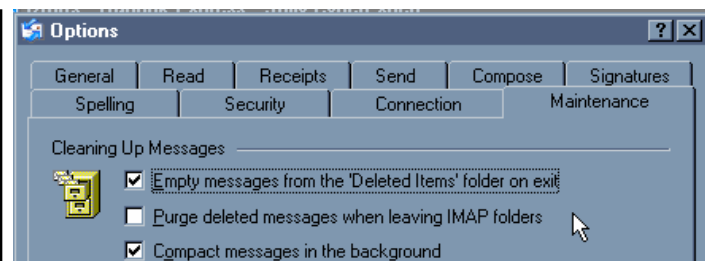 Options
General Read Receipts Send Compose Signatures
Spelling Security Connection Maintenance
Cleaning Up Messages
Empty messages from the 'Deleted Items' folder on exit
Purge deleted messages when leaving IMAP folders
Compact messages in the background